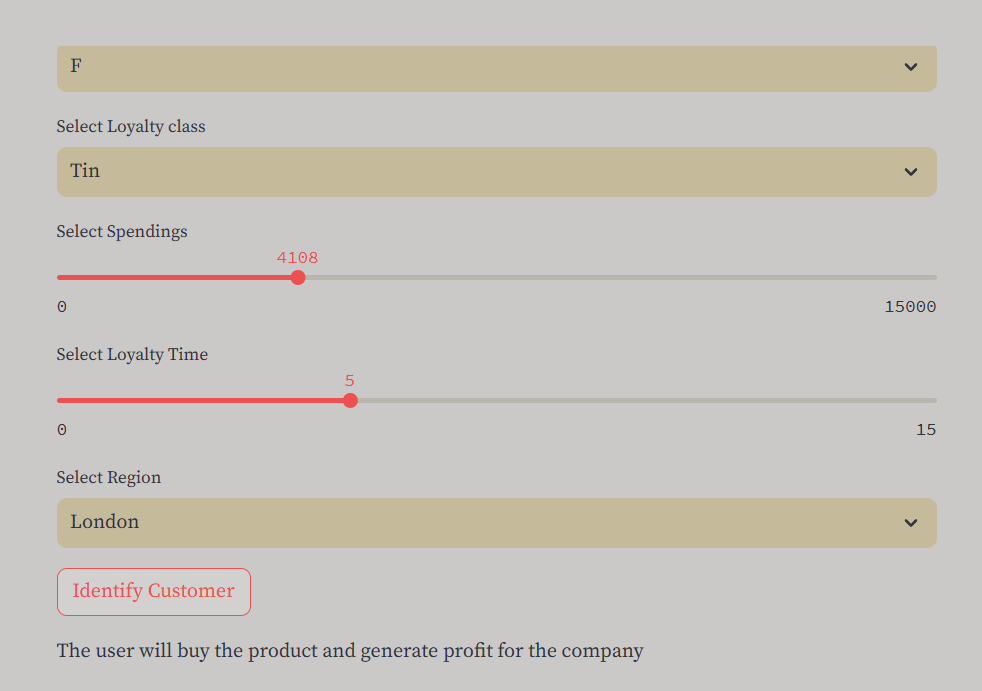 F
Select Loyalty class
Tin
Select Spendings
4108
0 15000
Select Loyalty Time
5
0 15
Select Region
London
Identify Customer
The user will buy the product and generate profit for the company